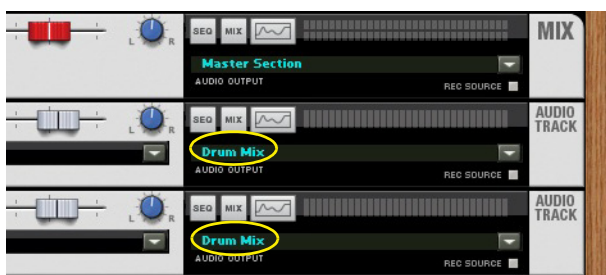 L R SEQ MIX MIX
Master Section
AUDIO OUTPUT REC SOURCE
L R SEQ MIX AUDIO
TRACK
Drum Mix
AUDIO OUTPUT REC SOURCE
L R SEQ MIX AUDIO
TRACK
Drum Mix
AUDIO OUTPUT REC SOURCE